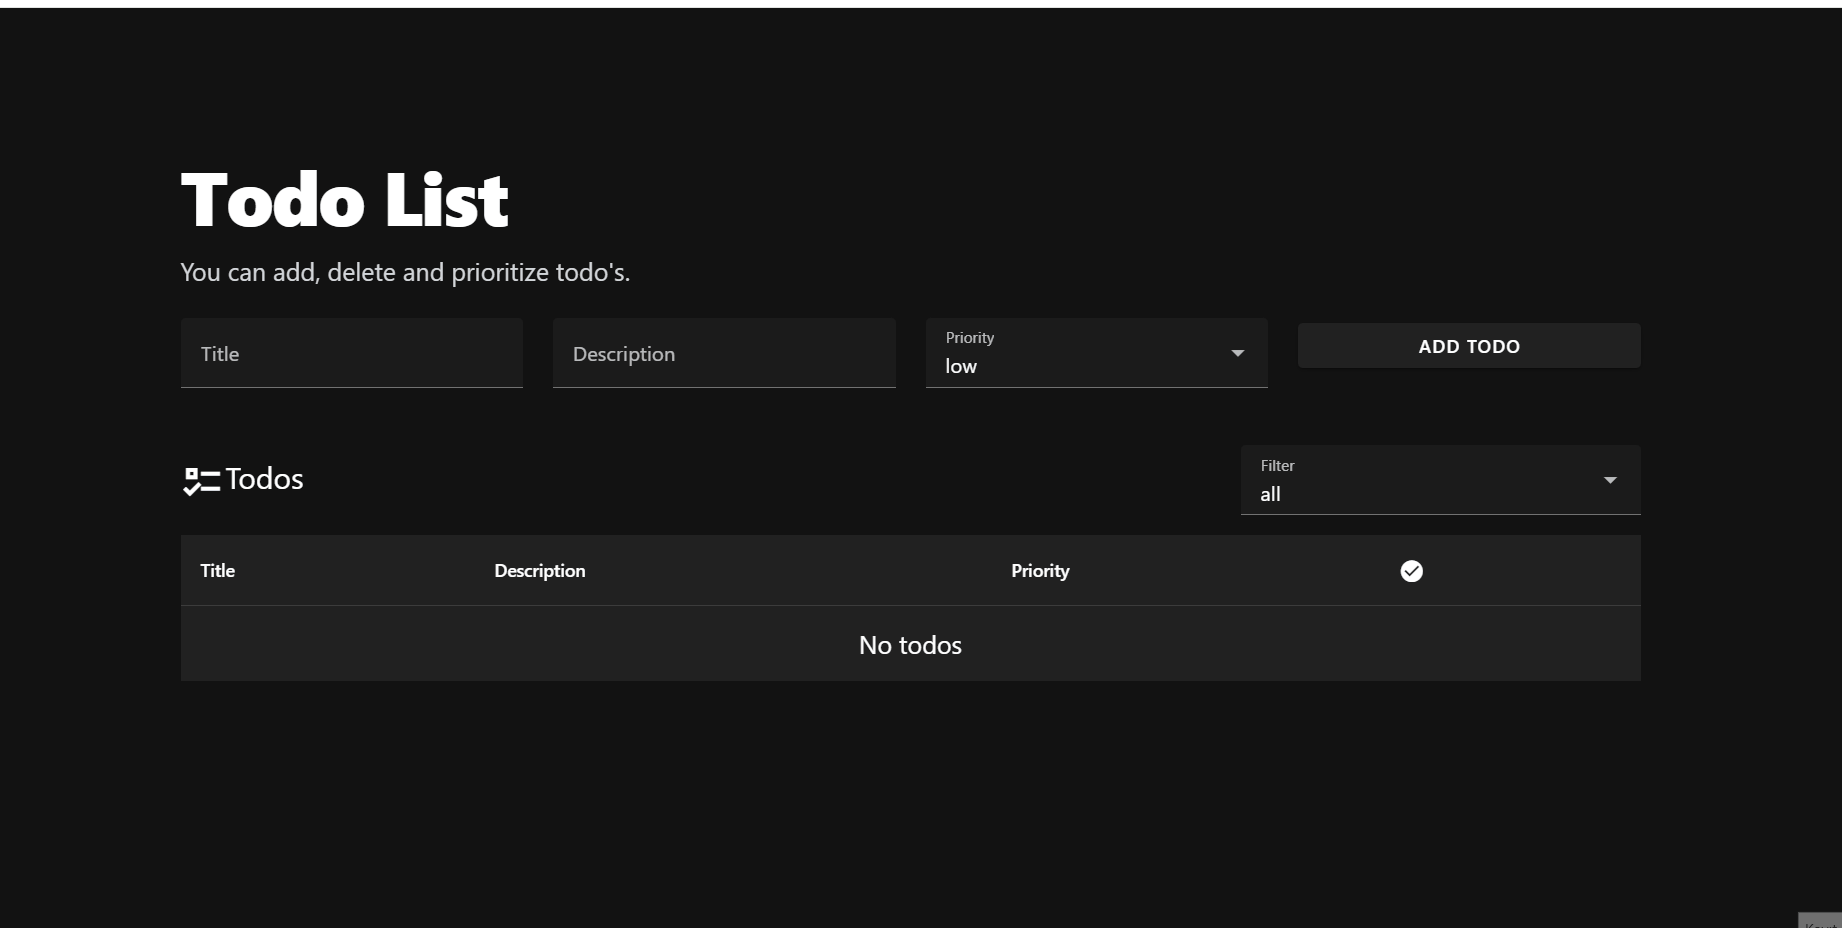 Todo List
You can add, delete and prioritize todo's.
Title
Description
Priority
low
ADD TODO
Todos
Filter
all
Title Description Priority
No todos